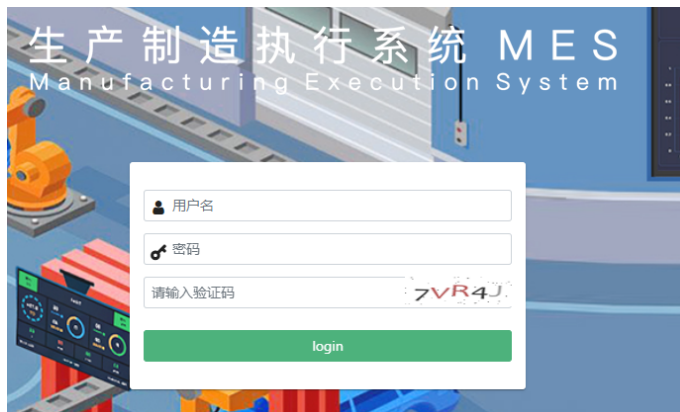 生产制造执行系统 MES
Manufacturing Execution System
用户名
密码
请输入验证码 7VR4J
login